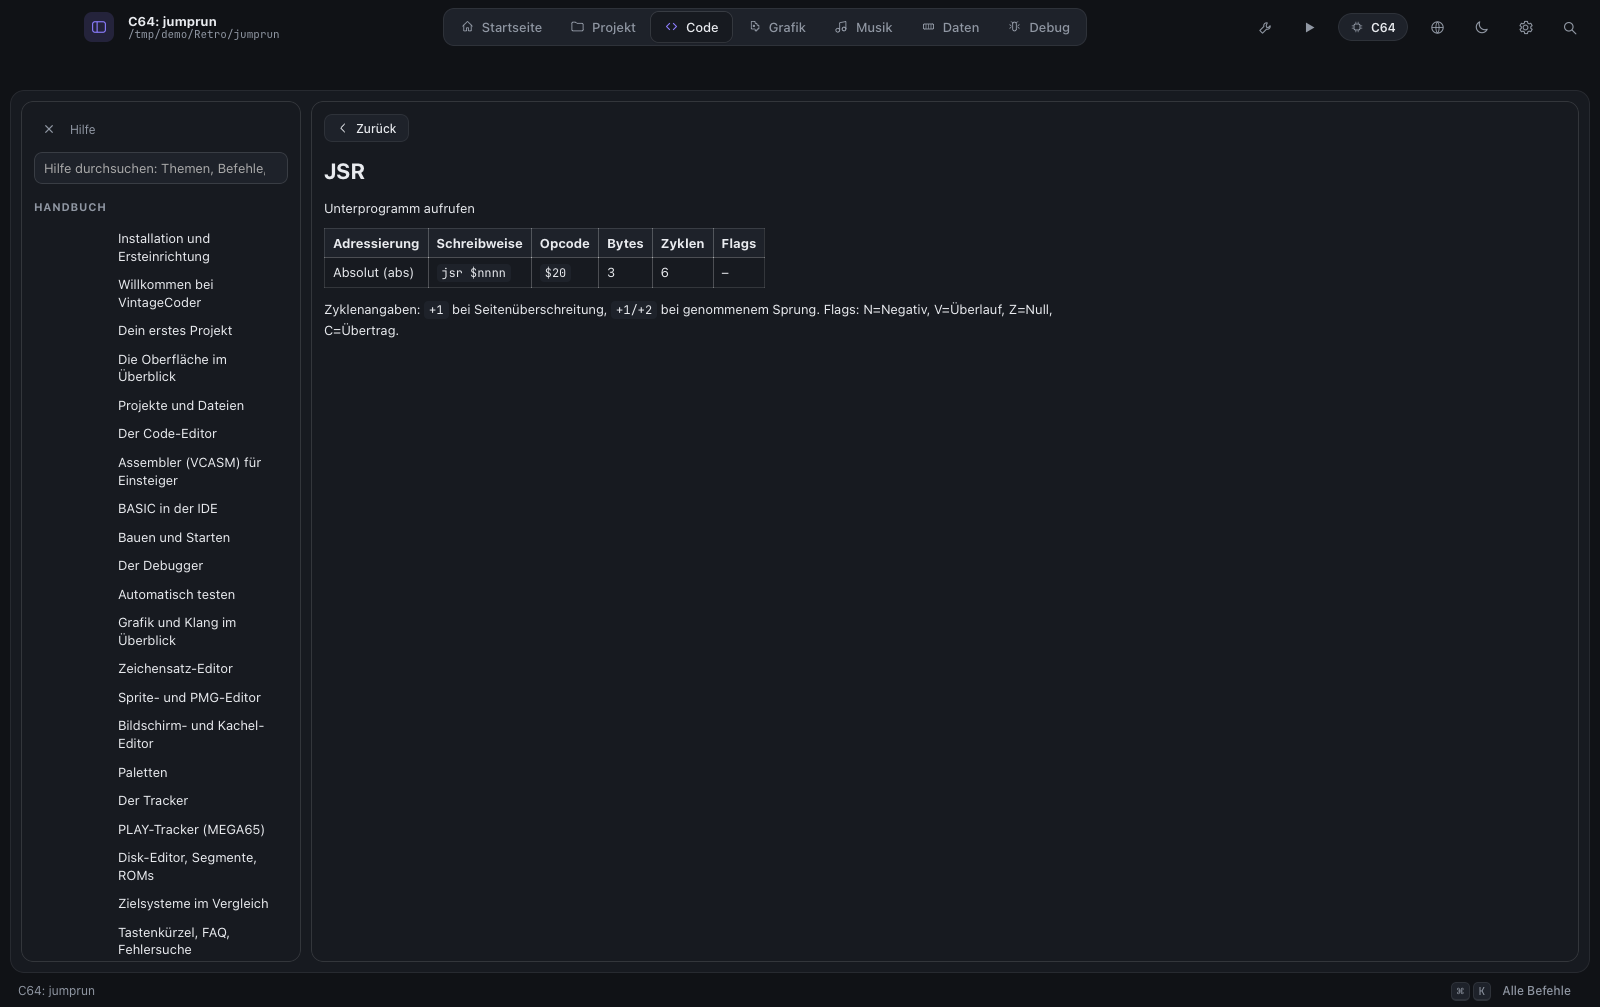 C64: jumprun
/tmp/demo/Retro/jumprun
Startseite
Projekt
Code
Grafik
Musik
Daten
Debug
C64
Hilfe
Hilfe durchsuchen: Themen, Befehle,
HANDBUCH
Installation und
Ersteinrichtung
Willkommen bei
VintageCoder
Dein erstes Projekt
Die Oberfläche im
Überblick
Projekte und Dateien
Der Code-Editor
Assembler (VCASM) für
Einsteiger
BASIC in der IDE
Bauen und Starten
Der Debugger
Automatisch testen
Grafik und Klang im
Überblick
Zeichensatz-Editor
Sprite- und PMG-Editor
Bildschirm- und Kachel-
Editor
Paletten
Der Tracker
PLAY-Tracker (MEGA65)
Disk-Editor, Segmente,
ROMs
Zielsysteme im Vergleich
Tastenkürzel, FAQ,
Fehlersuche
Zurück
JSR
Unterprogramm aufrufen
Adressierung Schreibweise Opcode Bytes Zyklen Flags
Absolut (abs) jsr $nnnn $20 3 6 –
Zyklenangaben: +1 bei Seitenüberschreitung, +1/+2 bei genommenem Sprung. Flags: N=Negativ, V=Überlauf, Z=Null,
C=Übertrag.
C64: jumprun
⌘ K Alle Befehle